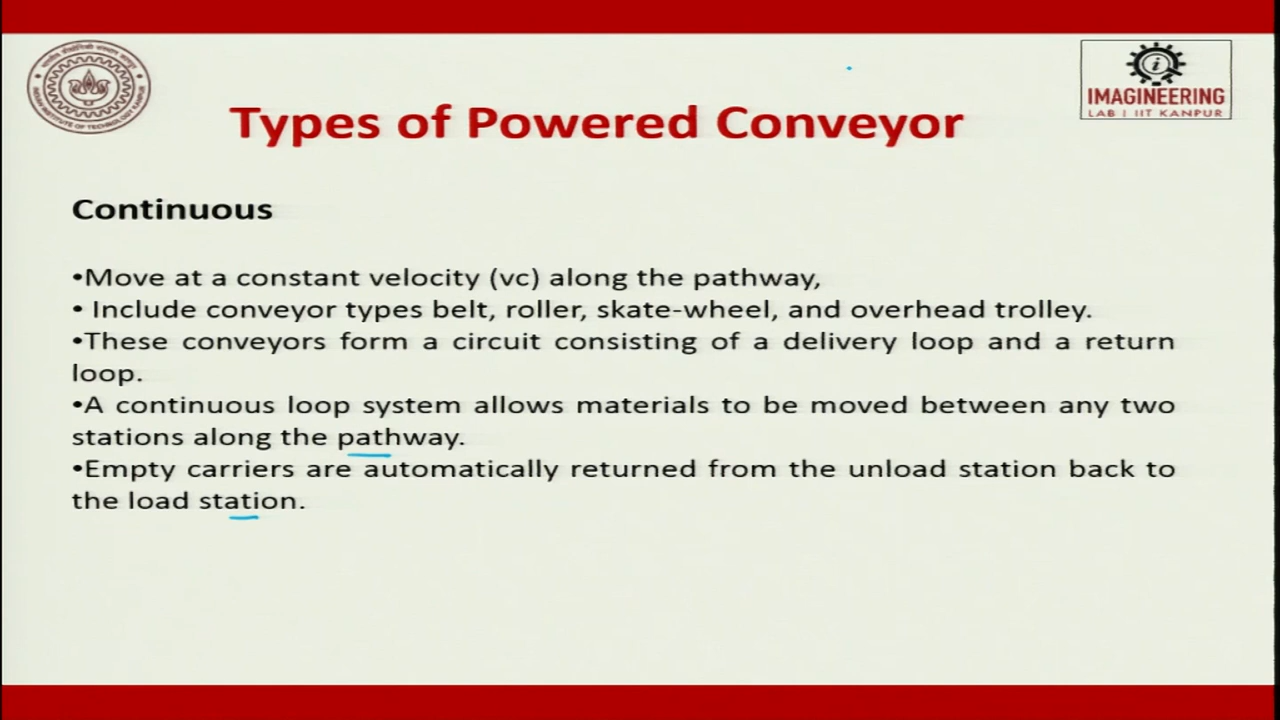 IMAGINEERING
LAB | IIT KANPUR
Types of Powered Conveyor
Continuous
•Move at a constant velocity (vc) along the pathway,
• Include conveyor types belt, roller, skate-wheel, and overhead trolley.
•These conveyors form a circuit consisting of a delivery loop and a return
loop.
•A continuous loop system allows materials to be moved between any two
stations along the pathway.
•Empty carriers are automatically returned from the unload station back to
the load station.